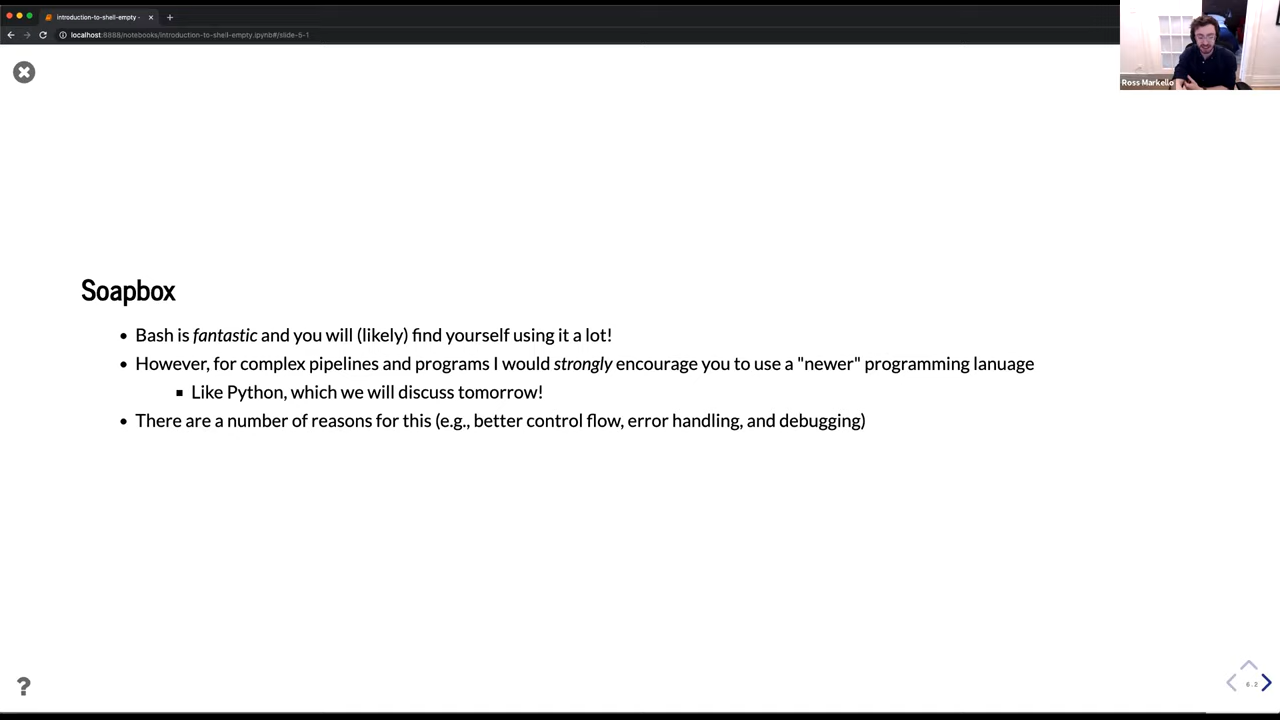 introduction-to-shell-empty -
localhost:8888/notebooks/introduction-to-shell-empty.ipynb#/slide-5-1
Ross Markello
Soapbox
• Bash is fantastic and you will (likely) find yourself using it a lot!
• However, for complex pipelines and programs I would strongly encourage you to use a "newer" programming lanuage
▪ Like Python, which we will discuss tomorrow!
• There are a number of reasons for this (e.g., better control flow, error handling, and debugging)
?
6.2